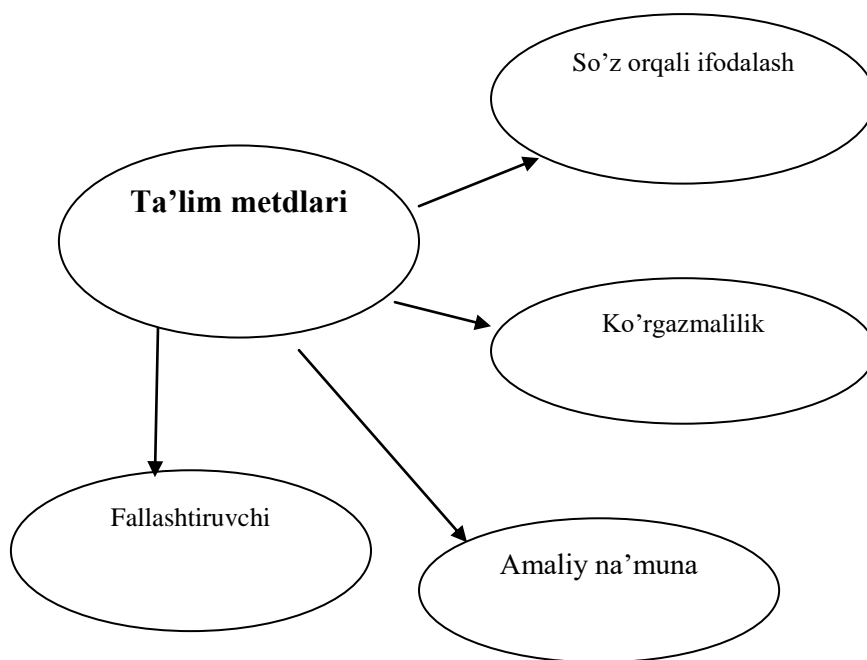 So’z orqali ifodalash
Ta’lim metdlari
Ko’rgazmalilik
Fallashtiruvchi
Amaliy na’muna